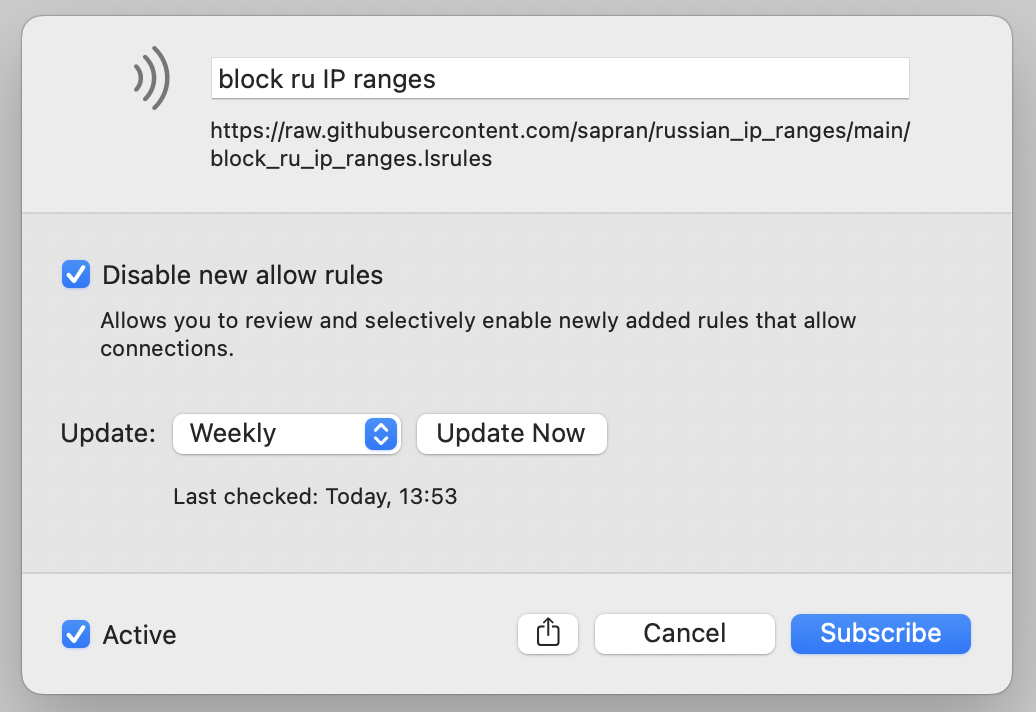 block ru IP ranges
https://raw.githubusercontent.com/sapran/russian_ip_ranges/main/
block_ru_ip_ranges.lsrules
Disable new allow rules
Allows you to review and selectively enable newly added rules that allow
connections.
Update: Weekly Update Now
Last checked: Today, 13:53
Active Cancel Subscribe